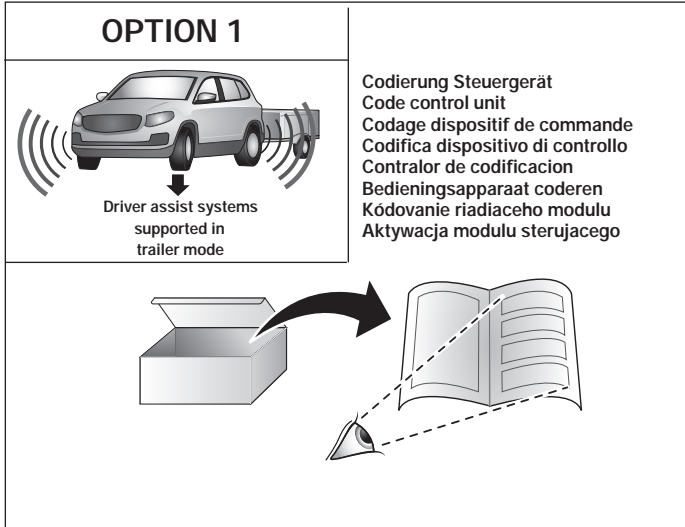 OPTION 1
Driver assist systems
supported in
trailer mode
Codierung Steuergerät
Code control unit
Codage dispositif de commande
Codifica dispositivo di controllo
Contralor de codificacion
Bedieningsapparaat coderen
Kódovanie riadiaceho modulu
Aktywacja modulu sterujacego